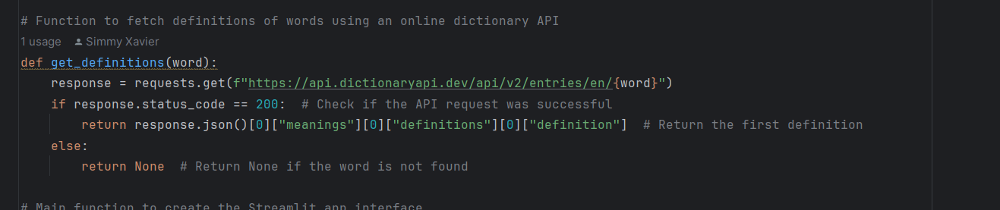 # Function to fetch definitions of words using an online dictionary API
1 usage Simmy Xavier
def get_definitions(word):
    response = requests.get(f"https://api.dictionaryapi.dev/api/v2/entries/en/{word}")
    if response.status_code == 200:  # Check if the API request was successful
        return response.json()[0]["meanings"][0]["definitions"][0]["definition"]  # Return the first definition
    else:
        return None  # Return None if the word is not found
# Main function to create the Streamlit app interface